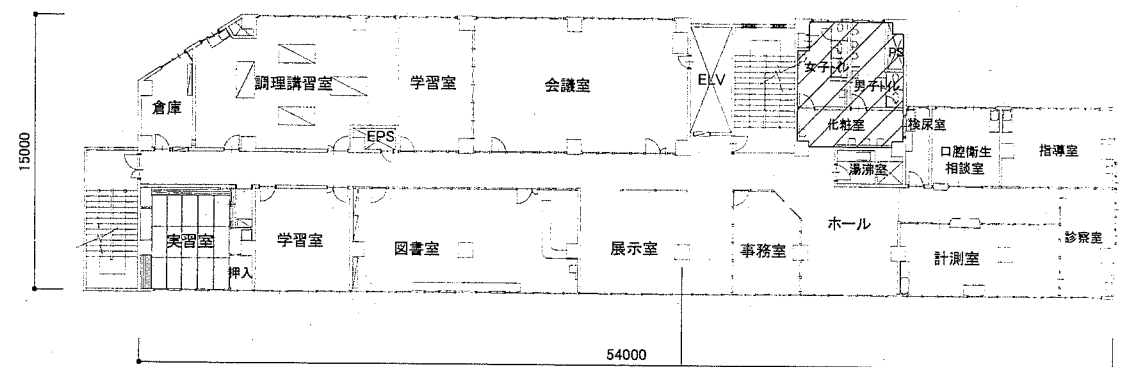 15000
倉庫
調理講習室
学習室
会議室
ELV
女子トイレ
男子トイレ
PS
化粧室
EPS
検尿室
口腔衛生
相談室
指導室
湯沸室
実習室
押入
学習室
図書室
展示室
事務室
ホール
計測室
診察室
54000